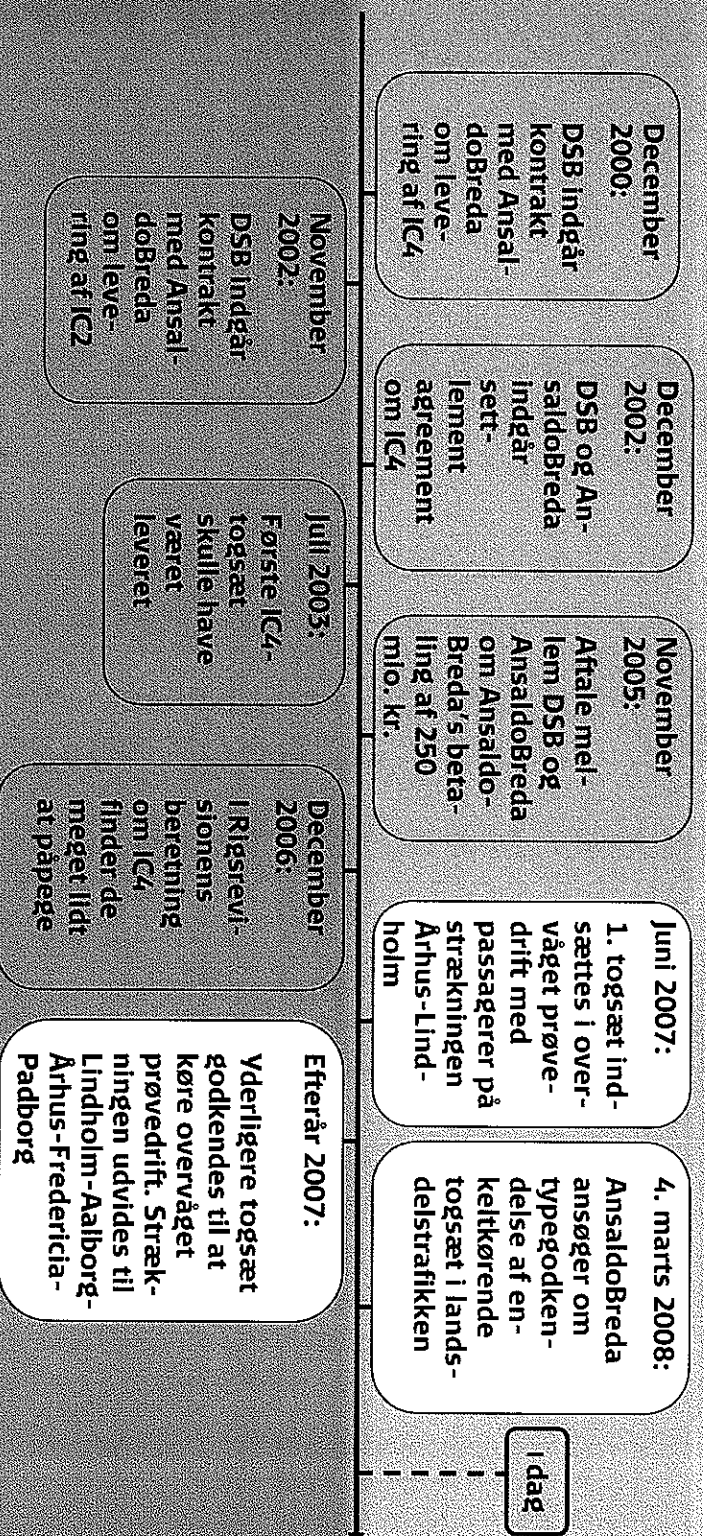 December
2000:
DSB indgår
kontrakt
med Ansal-
doBreda
om leve-
ring af IC4
November
2002:
DSB indgår
kontrakt
med Ansal-
doBreda
om leve-
ring af IC2
December
2002:
DSB og An-
saldoBreda
indgår
sett-
lement
agreement
om IC4
Juli 2003:
Første IC4-
togsæt
skulle have
været
leveret
November
2005:
Aftale mel-
lem DSB og
AnsaldoBreda
om Ansaldo-
Breda's beta-
ling af 250
mio. kr.
December
2006:
I Rigsrevi-
sionens
beretning
om IC4
finder de
meget lidt
at påpege
Juni 2007:
1. togsæt ind-
sættes i over-
våget prøve-
drift med
passagerer på
strækningen
Århus-Lind-
holm
Efterår 2007:
Yderligere togsæt
godkendes til at
køre overvåget
prøvedrift. Stræk-
ningen udvides til
Lindholm-Aalborg-
Århus-Fredericia-
Padborg
4. marts 2008:
AnsaldoBreda
ansøger om
typegodken-
delse af en-
keltkørende
togsæt i lands-
delstrafikken
I dag